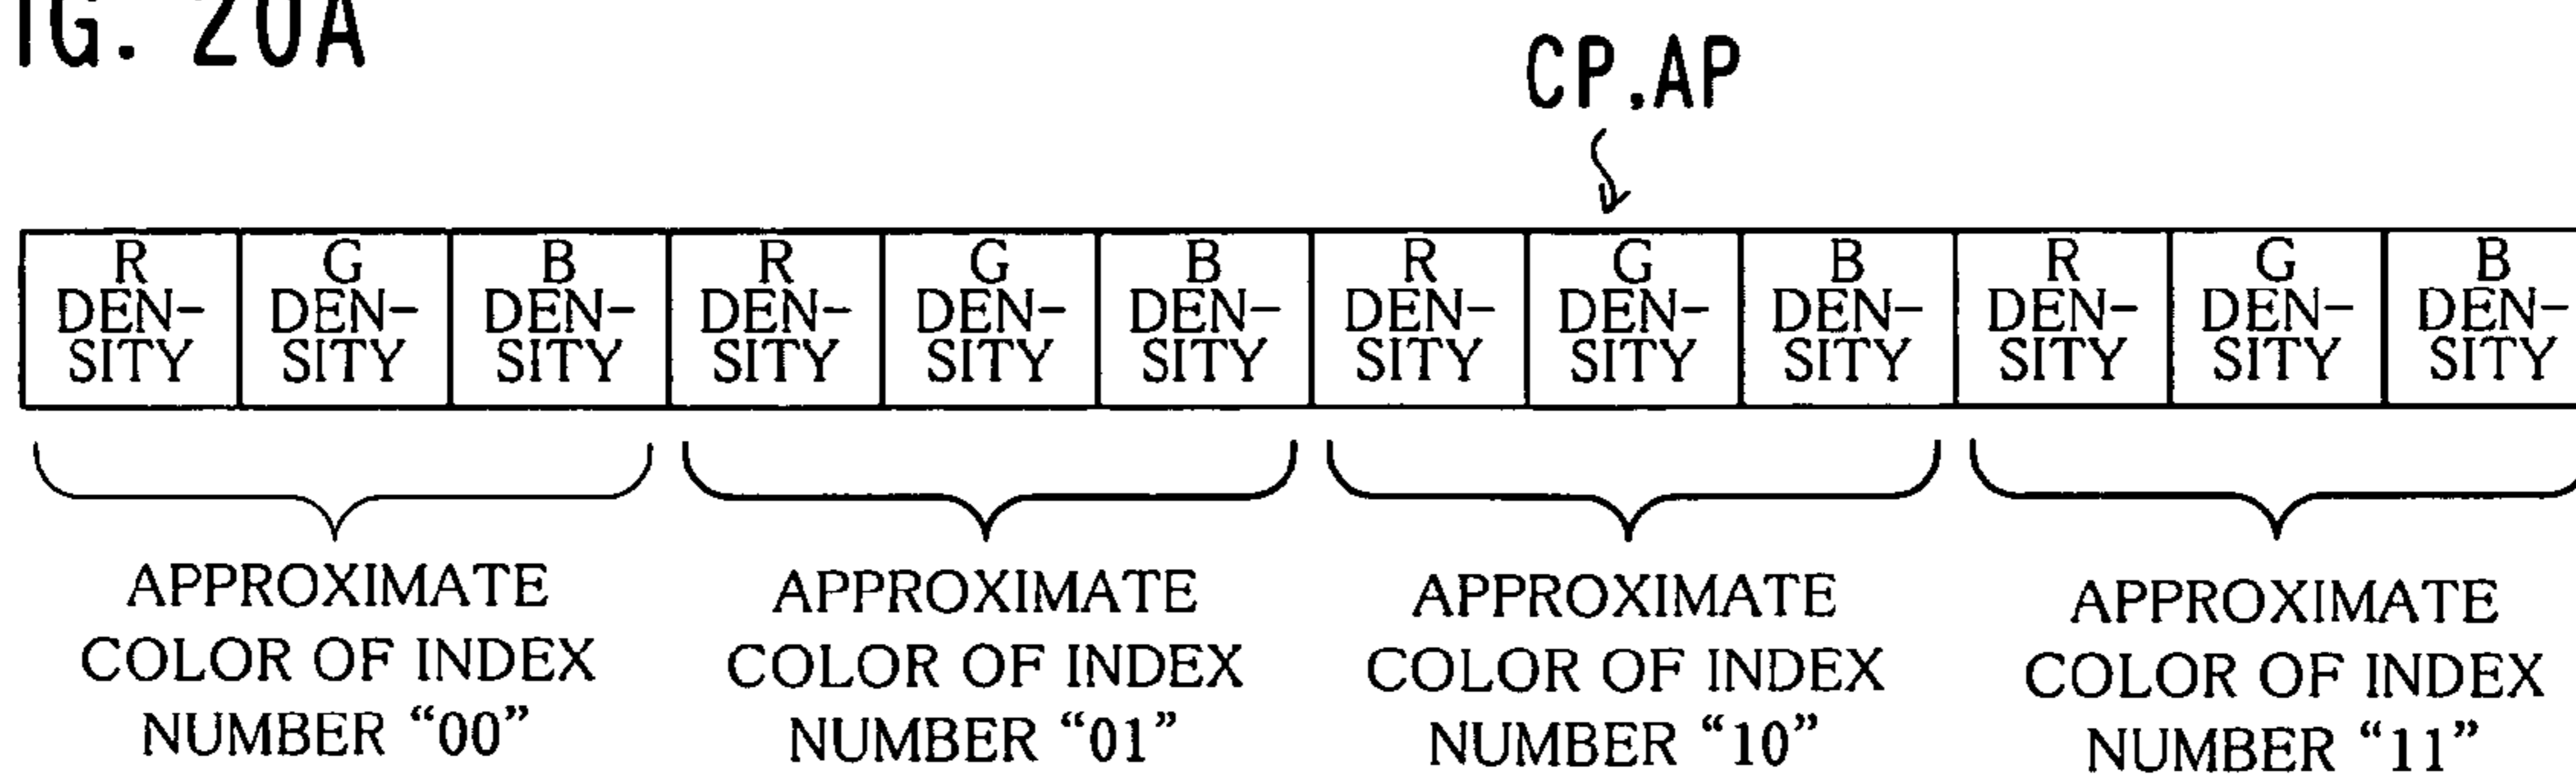 IG. 20A
CP.AP
R G B R G B R G B R G B
DEN- DEN- DEN- DEN- DEN- DEN- DEN- DEN- DEN- DEN- DEN- DEN-
SITY SITY SITY SITY SITY SITY SITY SITY SITY SITY SITY SITY
APPROXIMATE APPROXIMATE APPROXIMATE APPROXIMATE
COLOR OF INDEX COLOR OF INDEX COLOR OF INDEX COLOR OF INDEX
NUMBER “00” NUMBER “01” NUMBER “10” NUMBER “11”